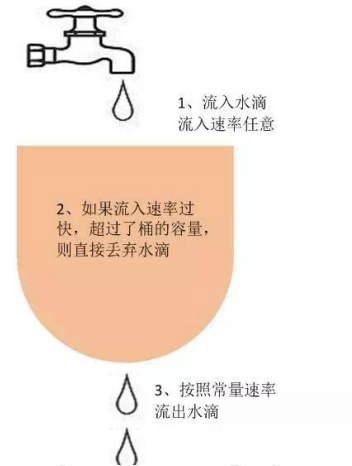 1、流入水滴
流入速率任意
2、如果流入速率过
快，超过了桶的容量，
则直接丢弃水滴
3、按照常量速率
流出水滴